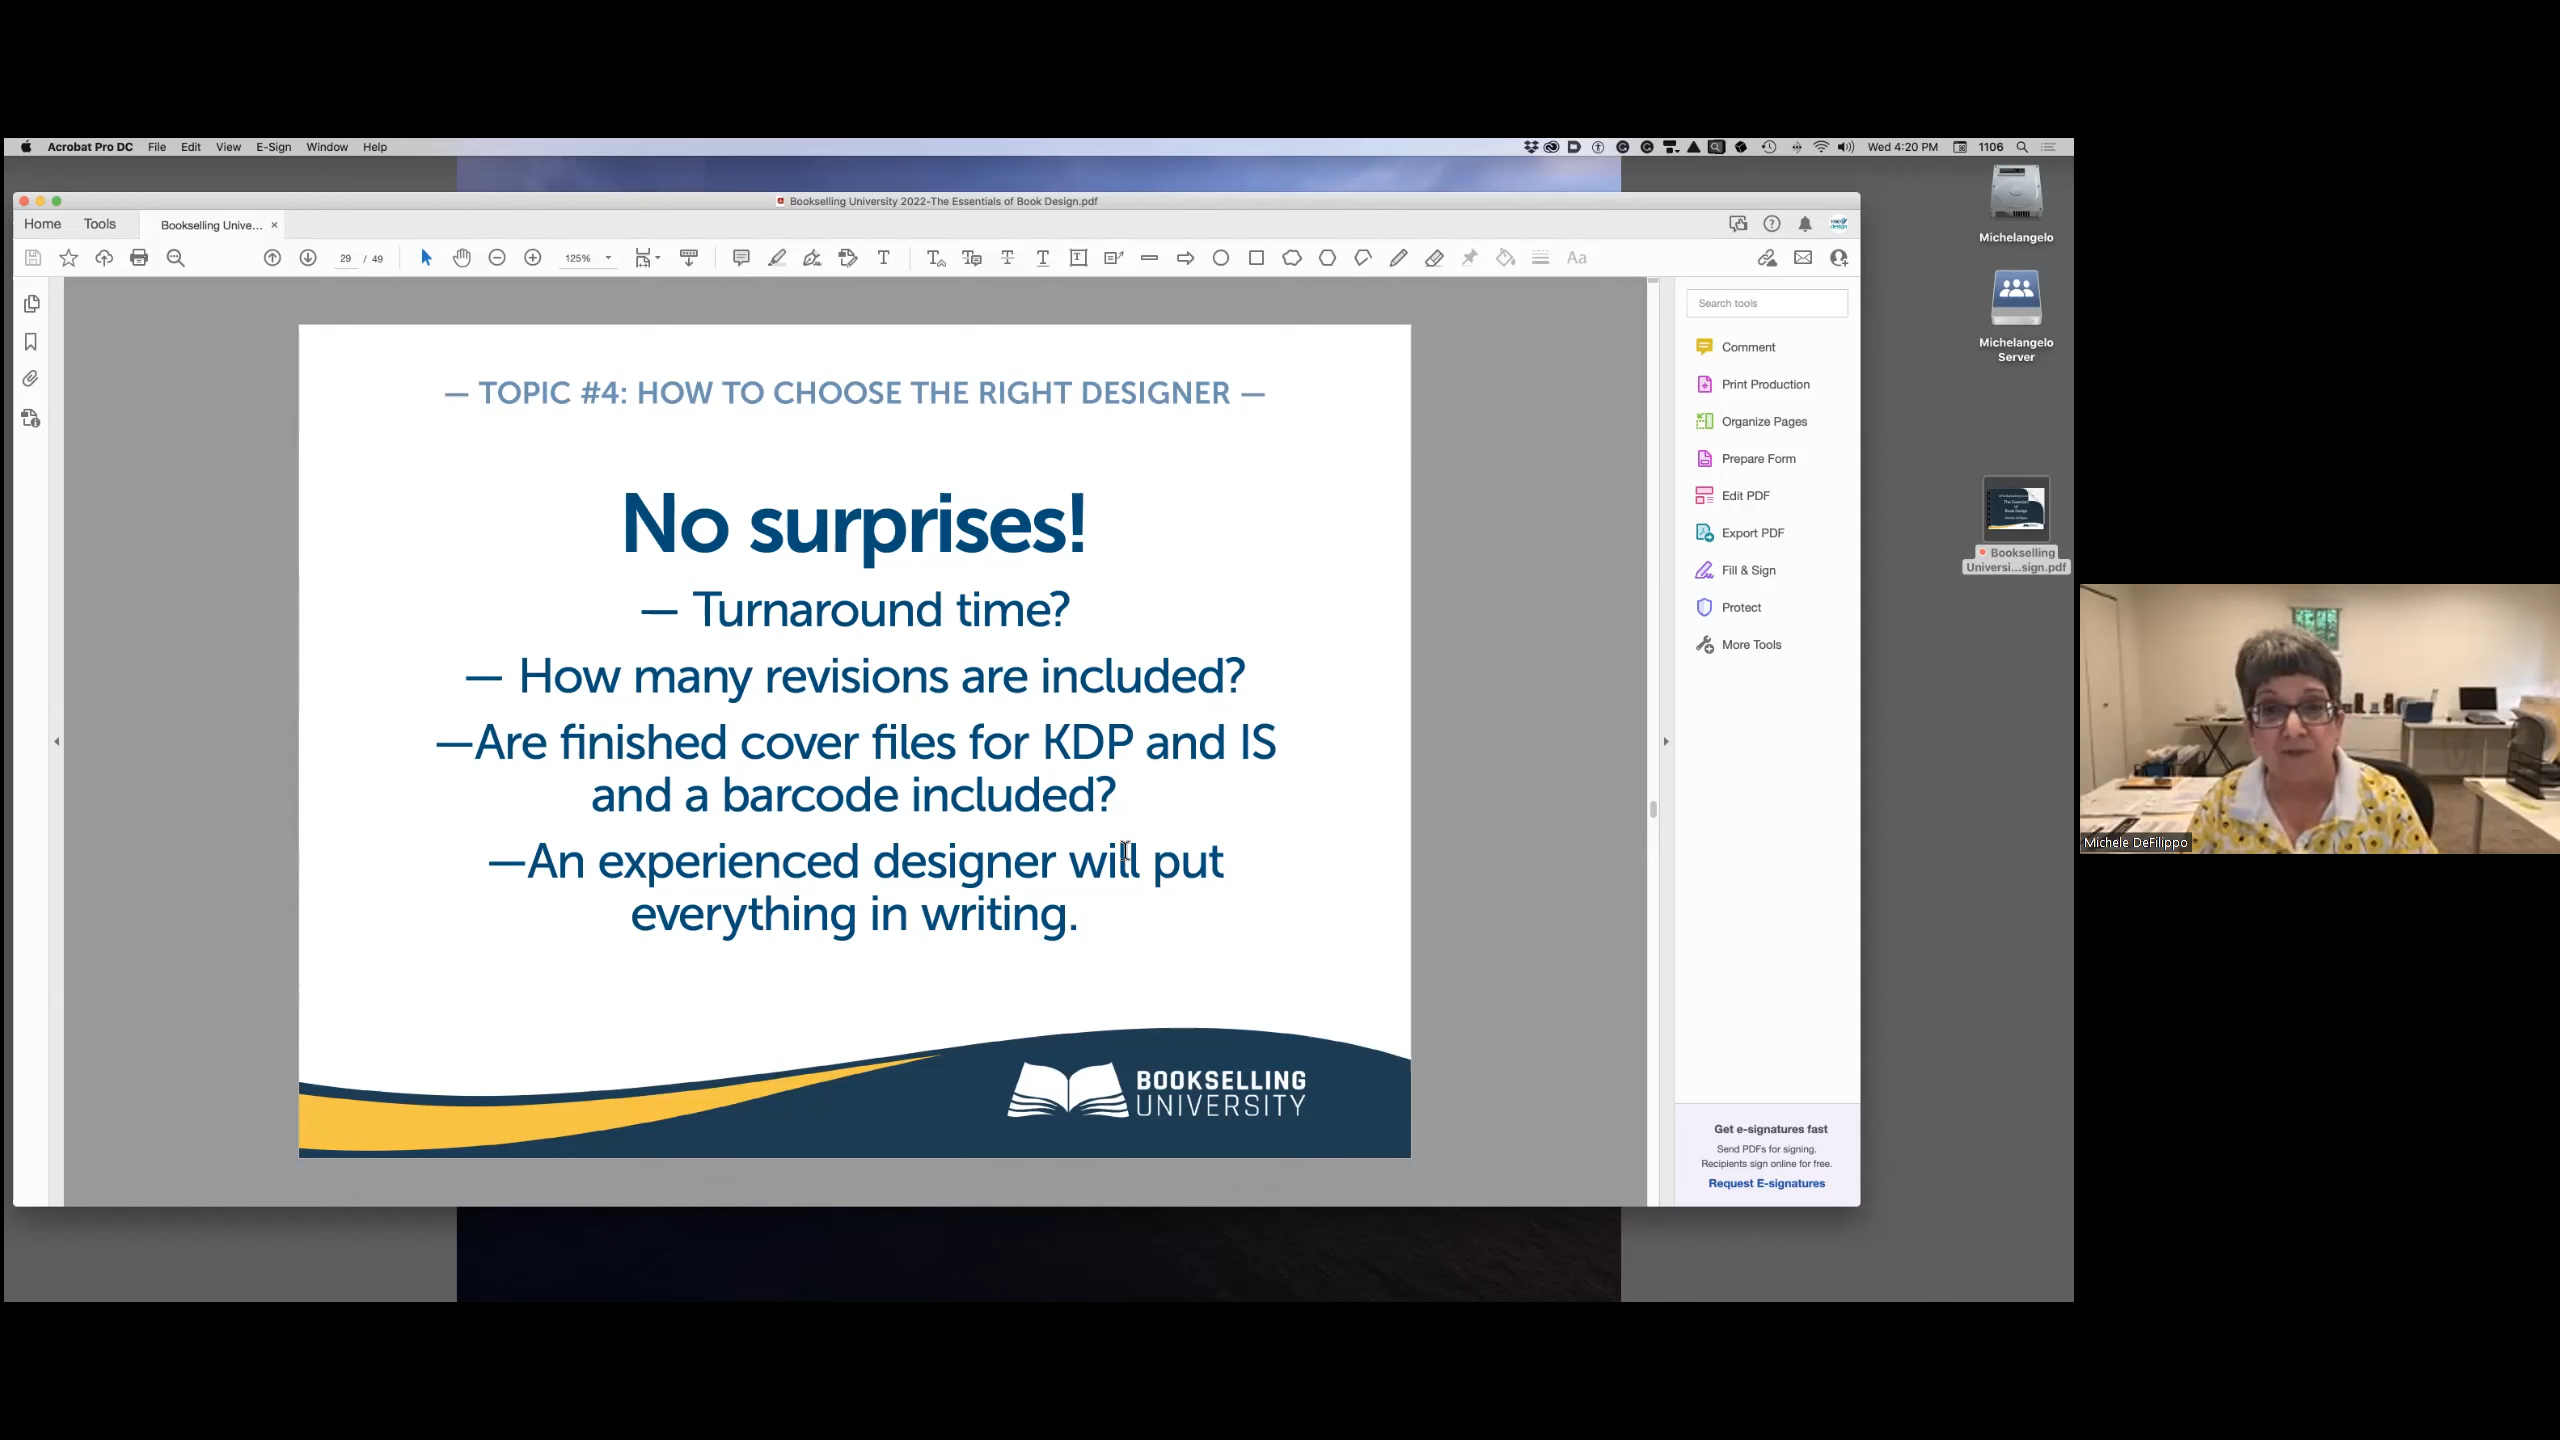 Acrobat Pro DC File Edit View E-Sign Window Help
Wed 4:20 PM 1106
Bookselling University 2022-The Essentials of Book Design.pdf
Home Tools Bookselling Unive... ×
29 / 49 125%
Aa
Search tools
Comment
Print Production
Organize Pages
Prepare Form
Edit PDF
Export PDF
Fill & Sign
Protect
More Tools
Get e-signatures fast
Send PDFs for signing.
Recipients sign online for free.
Request E-signatures
— TOPIC #4: HOW TO CHOOSE THE RIGHT DESIGNER —
No surprises!
— Turnaround time?
— How many revisions are included?
—Are finished cover files for KDP and IS
and a barcode included?
—An experienced designer will put
everything in writing.
BOOKSELLING
UNIVERSITY
Michelangelo
Michelangelo
Server
Bookselling
Universi...sign.pdf
Michele DeFilippo